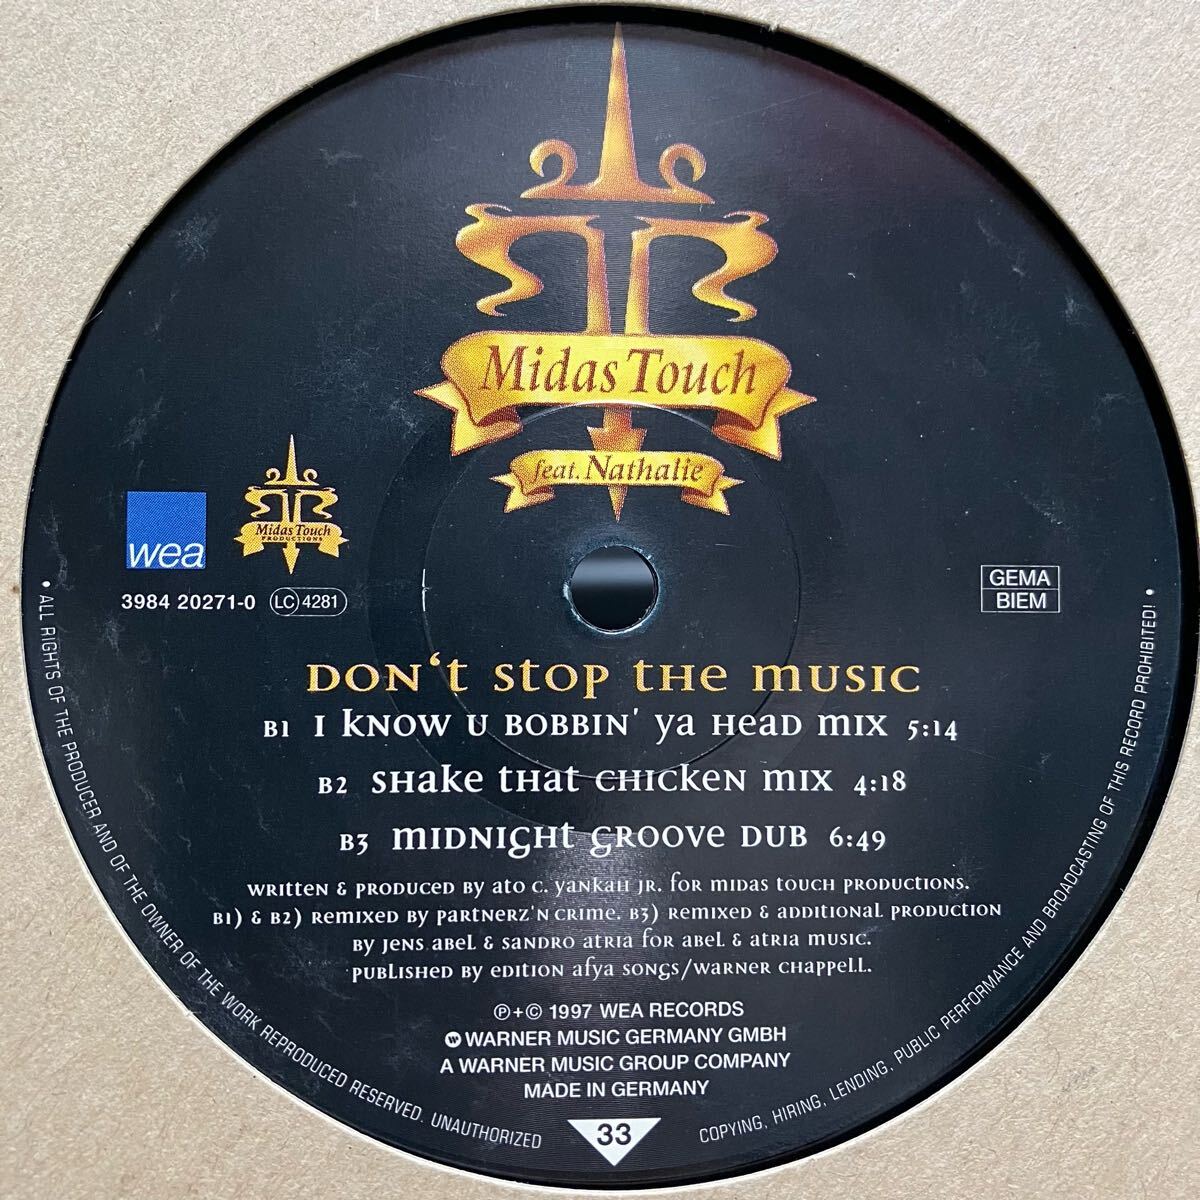 Midas Touch
feat. Nathalie
wea
Midas Touch
PRODUCTIONS
3984 20271-0 LC 4281
GEMA
BIEM
DON't STOP THE MUSIC
B1 I KNOW U BOBBIN' YA HEAD MIX 5:14
B2 SHAKE THAT CHICKEN MIX 4:18
B3 MIDNIGHT GROOVE DUB 6:49
WRITTEN & PRODUCED BY ATO C. YANKAH JR. FOR MIDAS TOUCH PRODUCTIONS.
B1) & B2) REMIXED BY PARTNERZ'N CRIME. B3) REMIXED & ADDITIONAL PRODUCTION
BY JENS ABEL & SANDRO ATRIA FOR ABEL & ATRIA MUSIC.
PUBLISHED BY EDITION AFYA SONGS/WARNER CHAPPELL.
℗+© 1997 WEA RECORDS
WARNER MUSIC GERMANY GMBH
A WARNER MUSIC GROUP COMPANY
MADE IN GERMANY
33
• ALL RIGHTS OF THE PRODUCER AND OF THE OWNER OF THE WORK REPRODUCED RESERVED. UNAUTHORIZED COPYING, HIRING, LENDING, PUBLIC PERFORMANCE AND BROADCASTING OF THIS RECORD PROHIBITED! •